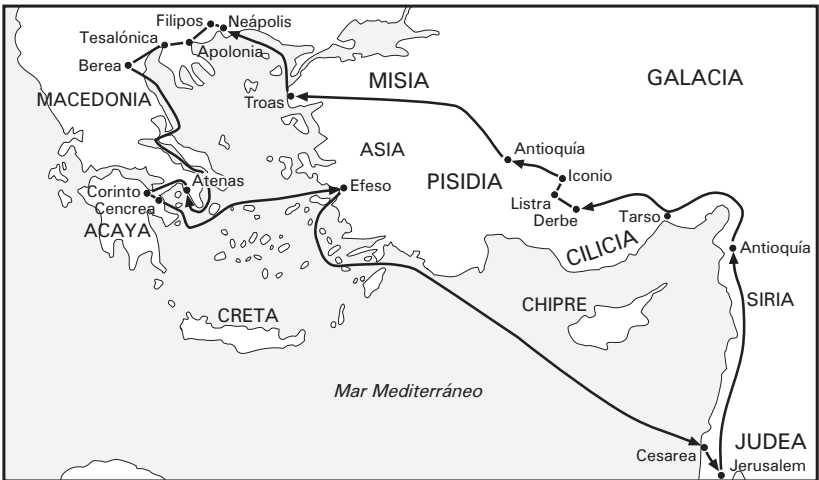 Filipos
Neápolis
Tesalónica
Apolonia
Berea
MACEDONIA
Troas
MISIA
GALACIA
ASIA
Antioquía
Iconio
PISIDIA
Listra
Derbe
Tarso
CILICIA
Atenas
Corinto
Cencrea
ACAYA
Efeso
Antioquía
SIRIA
CHIPRE
CRETA
Mar Mediterráneo
Cesarea
JUDEA
Jerusalem